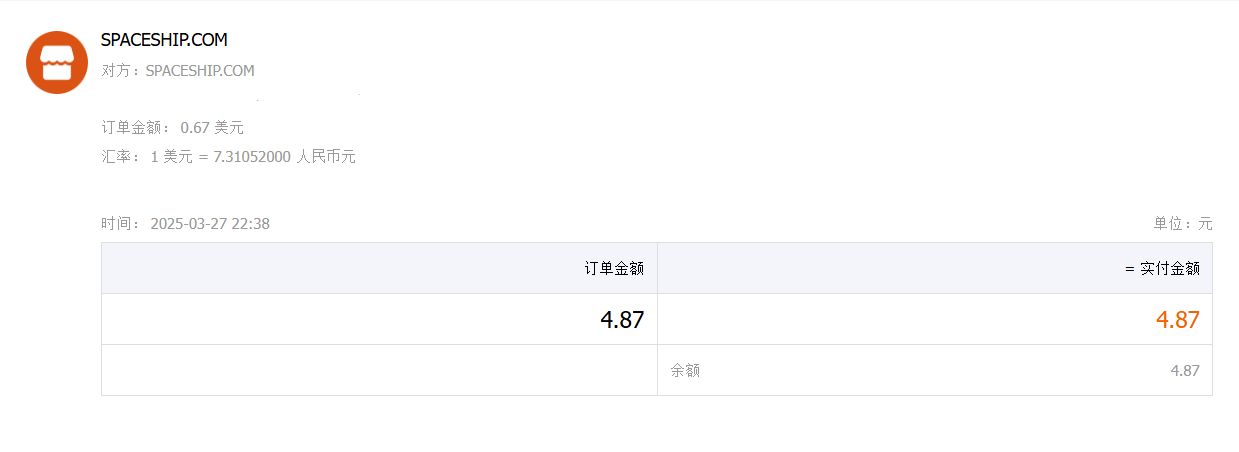 SPACESHIP.COM
对方：SPACESHIP.COM
订单金额： 0.67 美元
汇率： 1 美元 = 7.31052000 人民币元
时间： 2025-03-27 22:38
单位：元
订单金额
= 实付金额
4.87
4.87
余额
4.87